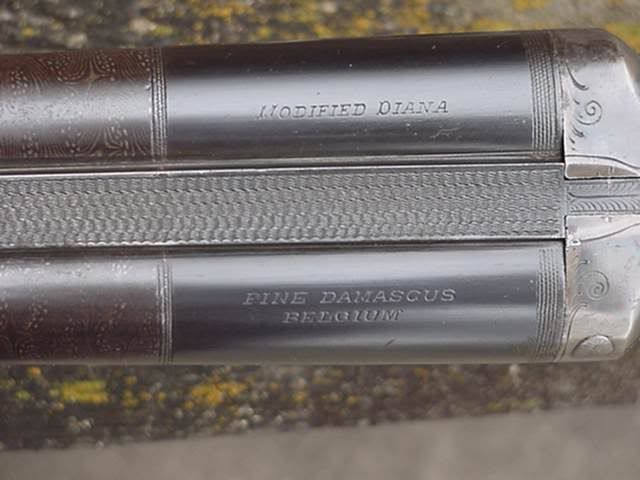 MODIFIED DIANA
FINE DAMASCUS
BELGIUM